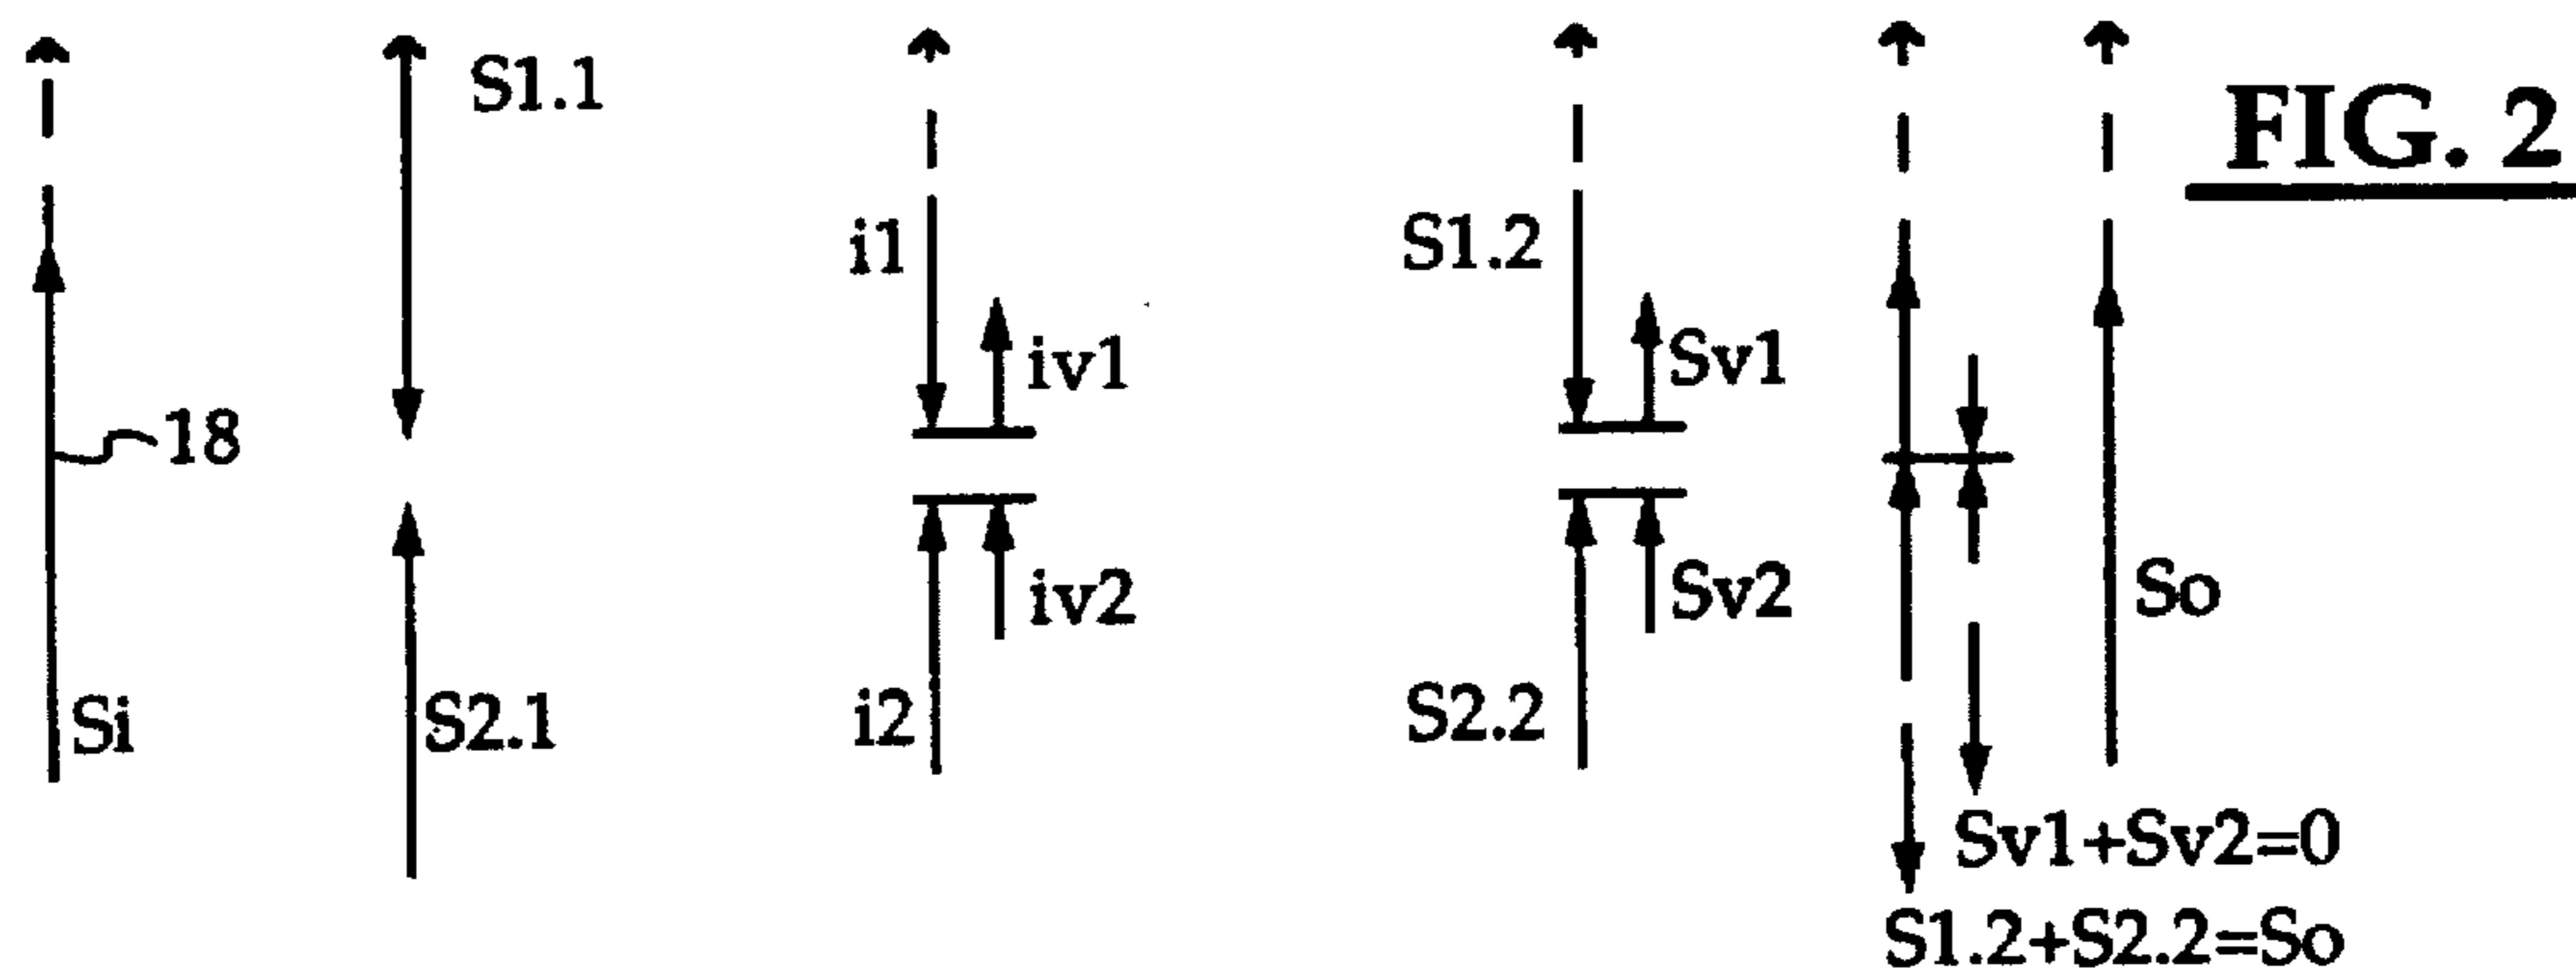 S1.1
FIG. 2
i1
S1.2
iv1
Sv1
18
iv2
Sv2
So
Si
S2.1
i2
S2.2
Sv1+Sv2=0
S1.2+S2.2=So